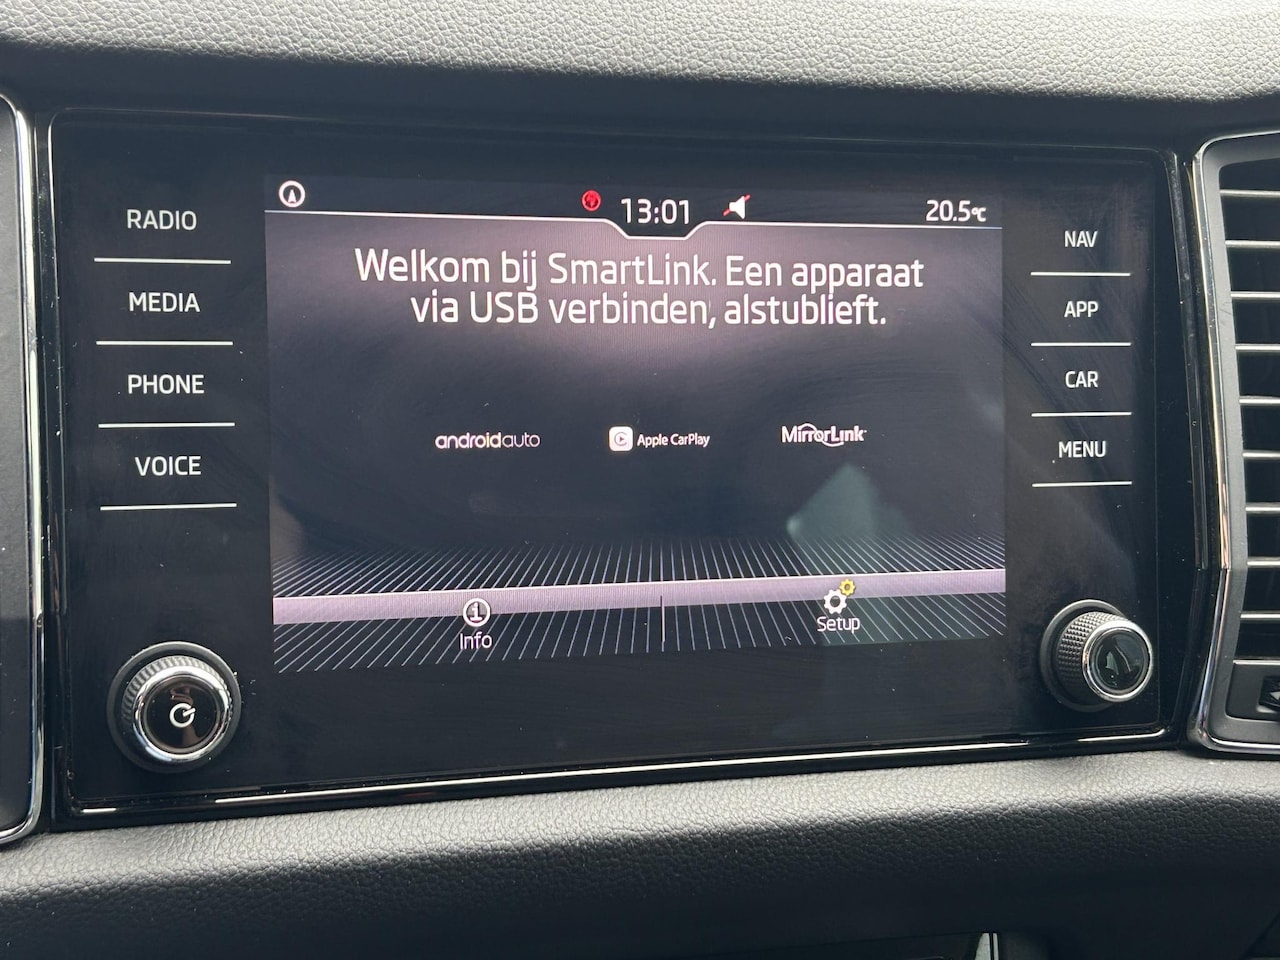 13:01
20.5°C
RADIO
MEDIA
PHONE
VOICE
Welkom bij SmartLink. Een apparaat
via USB verbinden, alstublieft.
androidauto
Apple CarPlay
MirrorLink
Info
Setup
NAV
APP
CAR
MENU